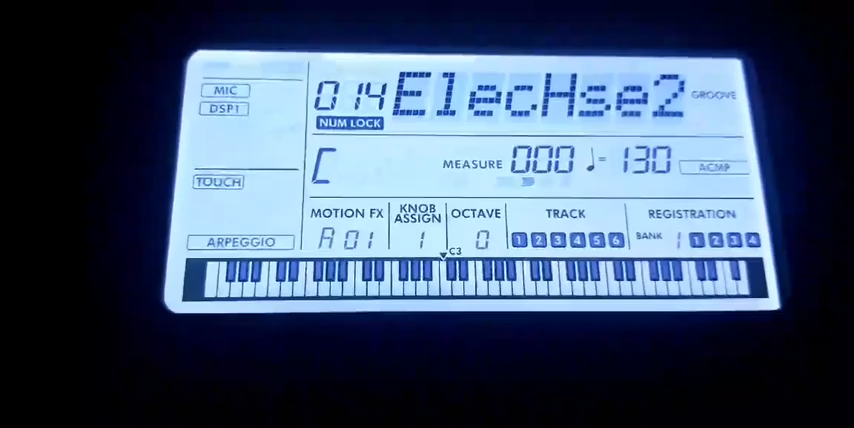 MIC
DSP1
TOUCH
ARPEGGIO
014 ElecHse2 GROOVE
NUM LOCK
C MEASURE 000 ♩= 130 ACMP
MOTION FX KNOB ASSIGN OCTAVE TRACK REGISTRATION
A01 1 0 1 2 3 4 5 6 BANK 1 1 2 3 4
C3